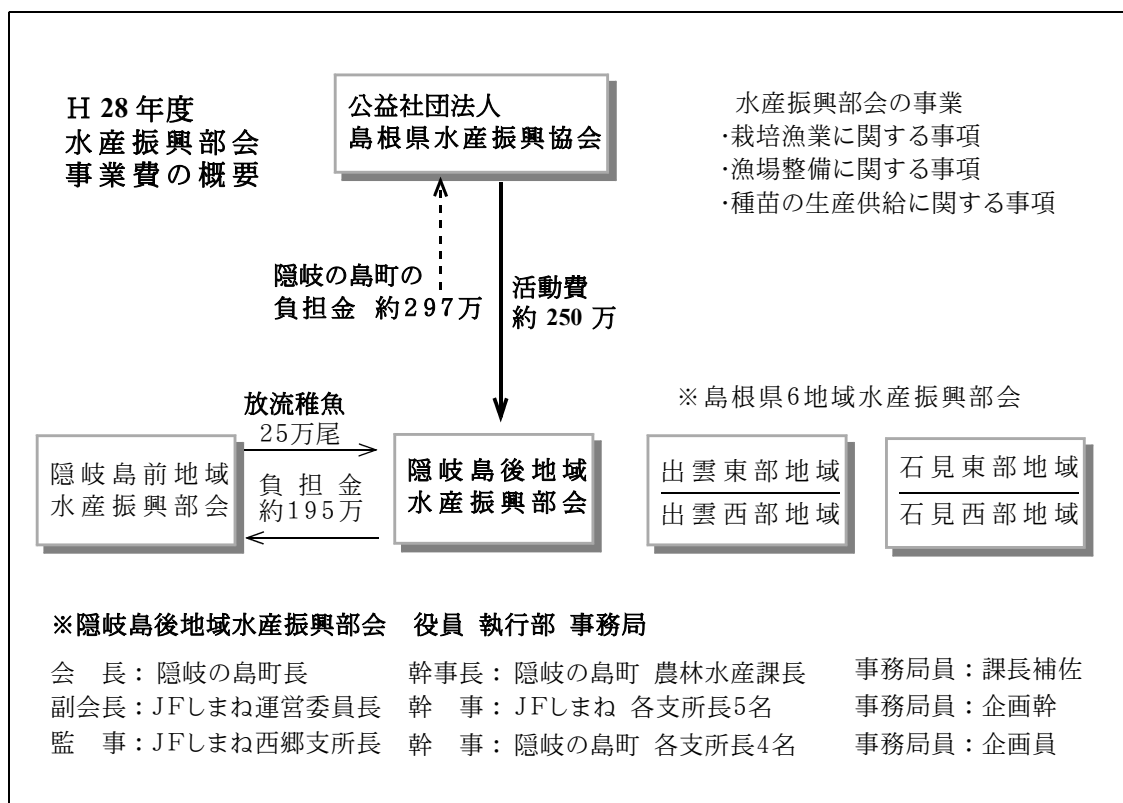 H 28 年度
水産振興部会
事業費の概要
公益社団法人
島根県水産振興協会
水産振興部会の事業
･栽培漁業に関する事項
･漁場整備に関する事項
･種苗の生産供給に関する事項
隠岐の島町の
負担金 約297万
活動費
約 250 万
※島根県6地域水産振興部会
放流稚魚
25万尾
負 担 金
約195万
隠岐島前地域
水産振興部会
隠岐島後地域
水産振興部会
出雲東部地域
出雲西部地域
石見東部地域
石見西部地域
※隠岐島後地域水産振興部会 役員 執行部 事務局
会 長：隠岐の島町長 幹事長：隠岐の島町 農林水産課長 事務局員：課長補佐
副会長：JFしまね運営委員長 幹 事：JFしまね 各支所長5名 事務局員：企画幹
監 事：JFしまね西郷支所長 幹 事：隠岐の島町 各支所長4名 事務局員：企画員